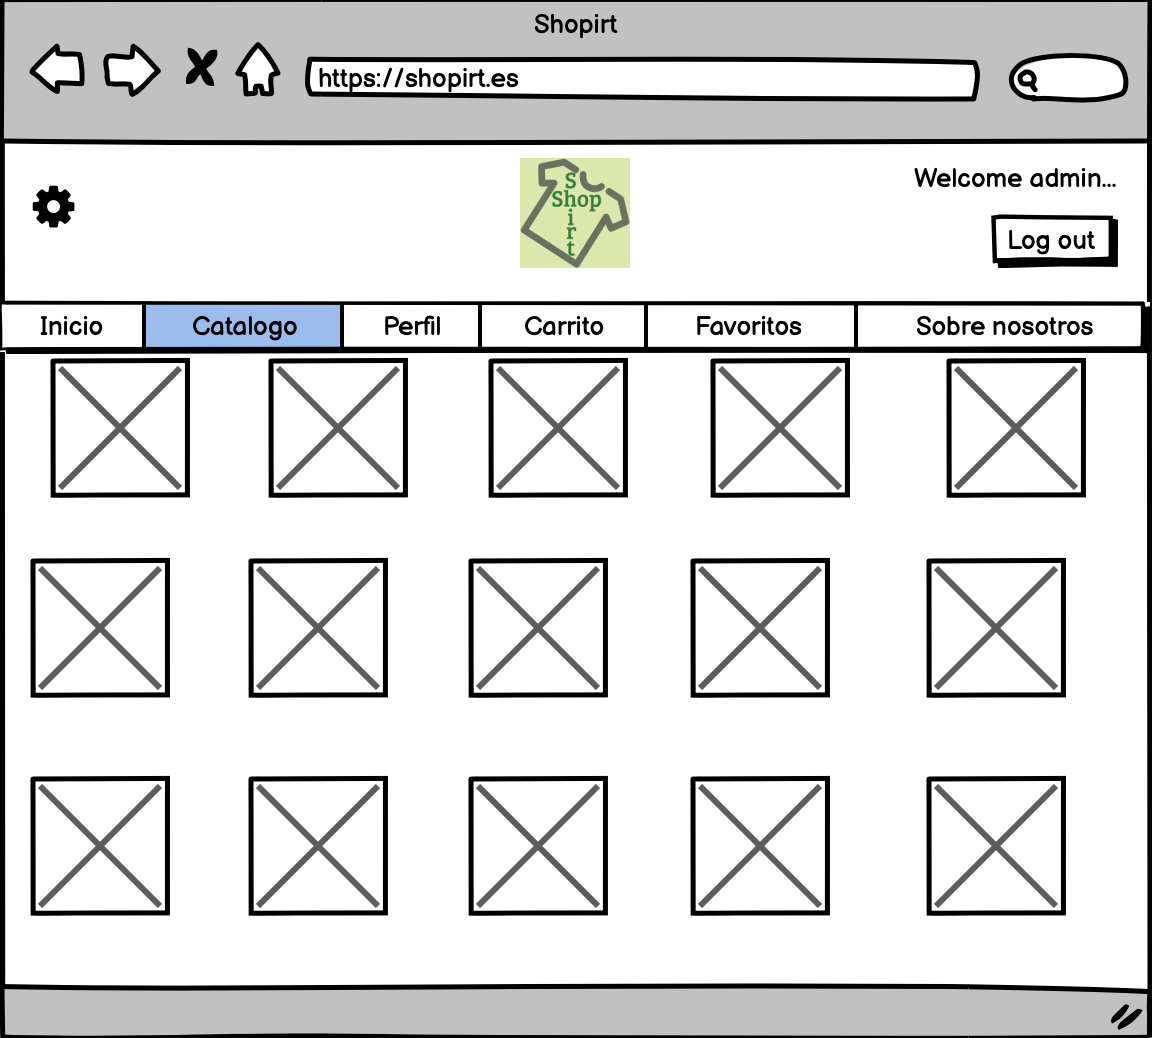 Shopirt
https://shopirt.es
Welcome admin...
S
Shop
i
r
t
Log out
Inicio
Catalogo
Perfil
Carrito
Favoritos
Sobre nosotros